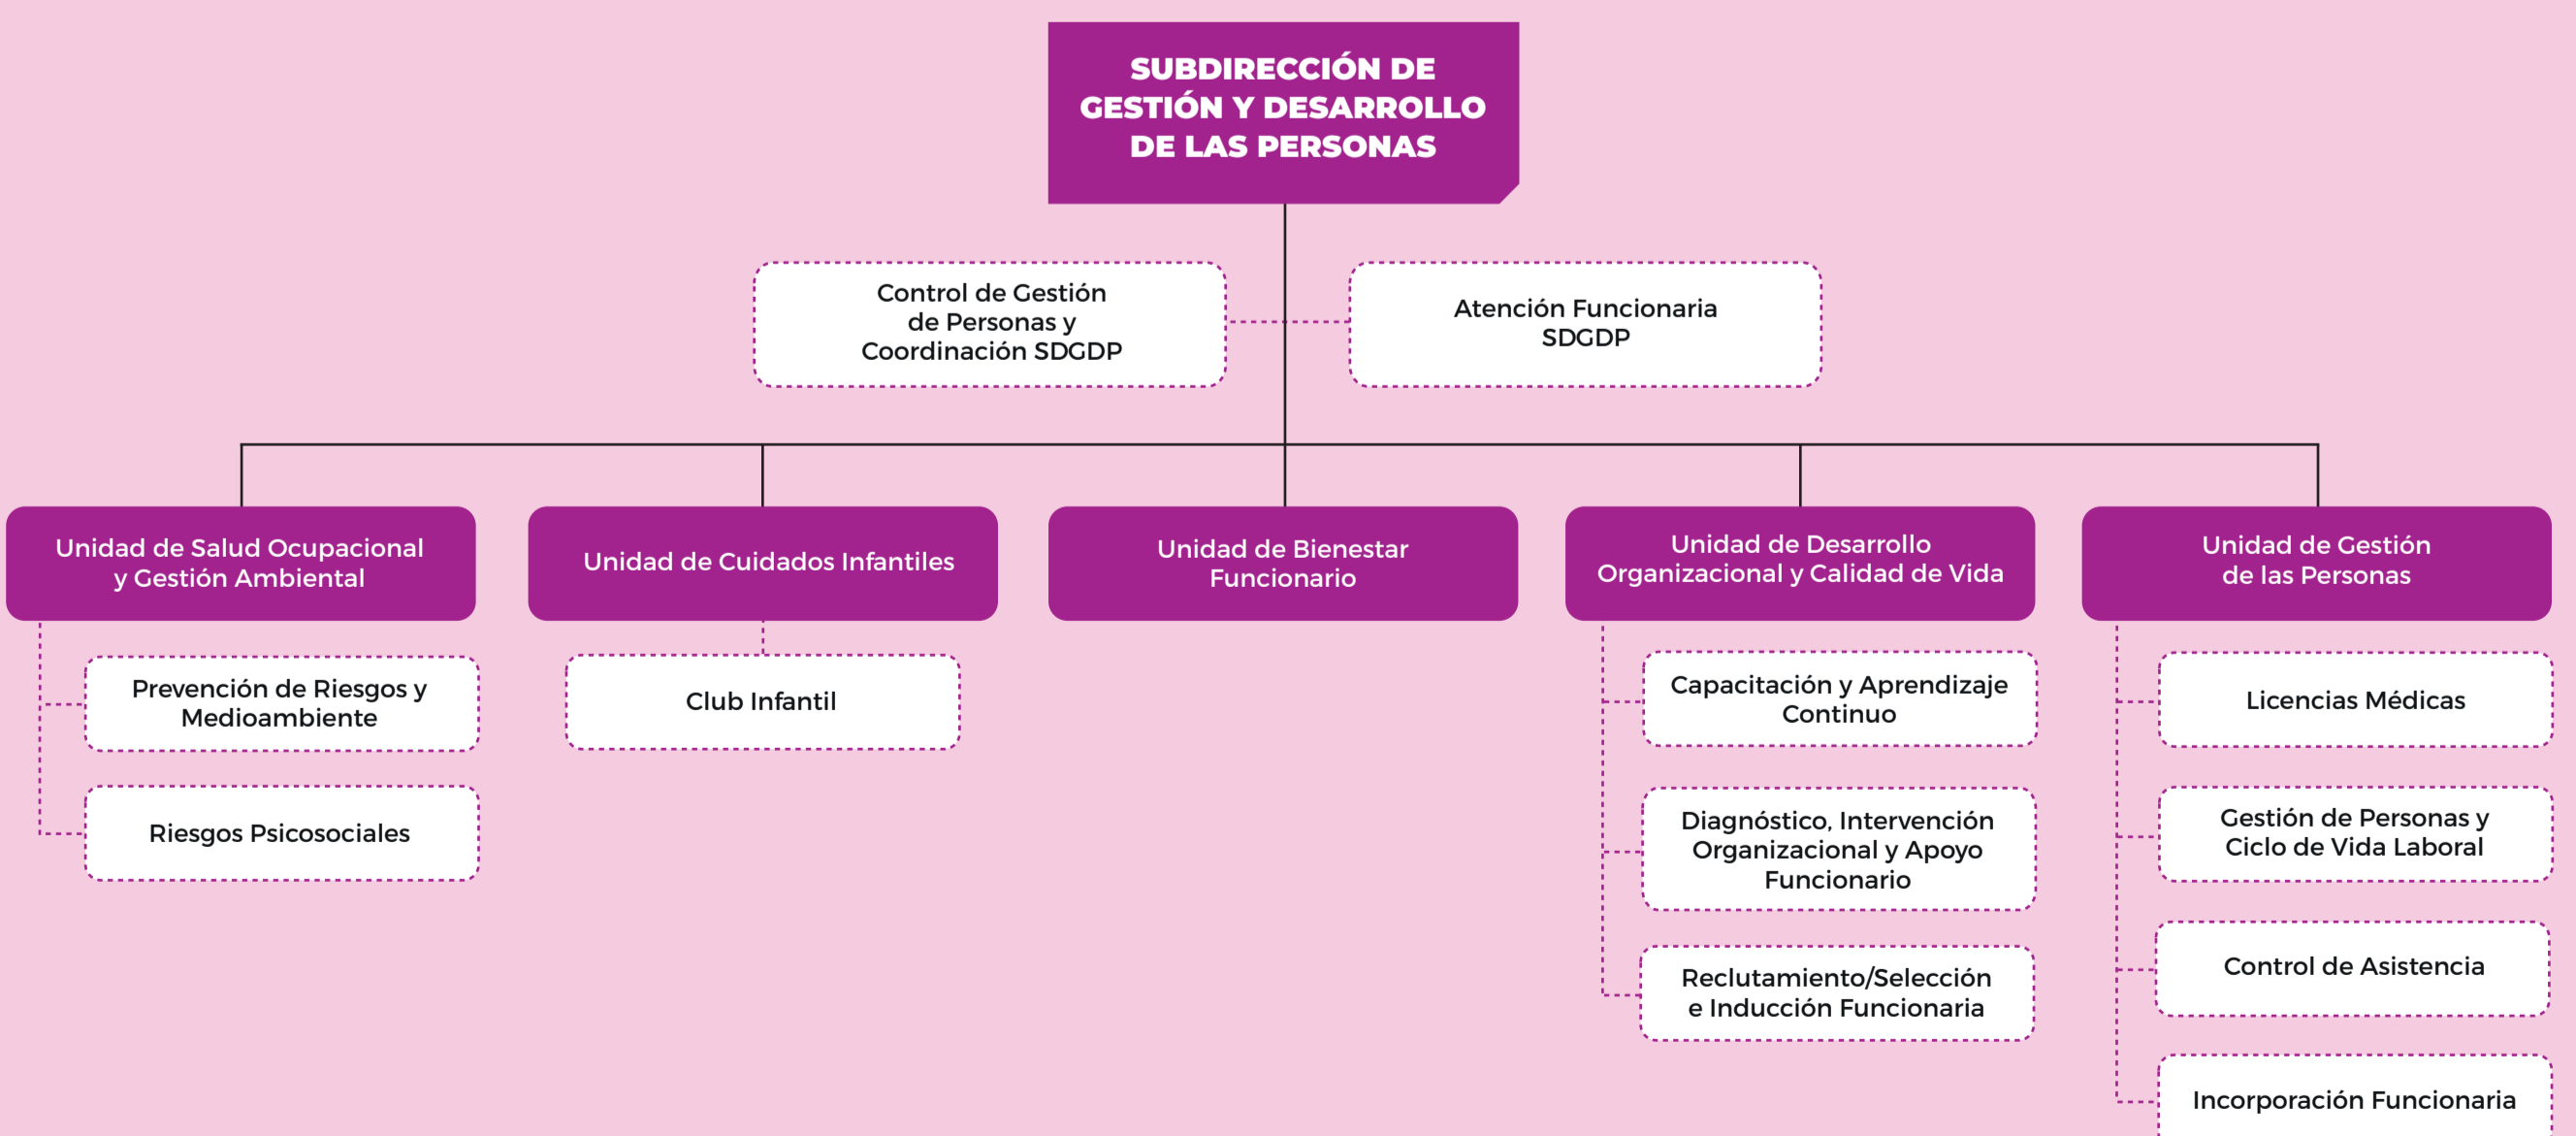 SUBDIRECCIÓN DE
GESTIÓN Y DESARROLLO
DE LAS PERSONAS
Control de Gestión
de Personas y
Coordinación SDGDP
Atención Funcionaria
SDGDP
Unidad de Salud Ocupacional
y Gestión Ambiental
Prevención de Riesgos y
Medioambiente
Riesgos Psicosociales
Unidad de Cuidados Infantiles
Club Infantil
Unidad de Bienestar
Funcionario
Unidad de Desarrollo
Organizacional y Calidad de Vida
Capacitación y Aprendizaje
Continuo
Diagnóstico, Intervención
Organizacional y Apoyo
Funcionario
Reclutamiento/Selección
e Inducción Funcionaria
Unidad de Gestión
de las Personas
Licencias Médicas
Gestión de Personas y
Ciclo de Vida Laboral
Control de Asistencia
Incorporación Funcionaria